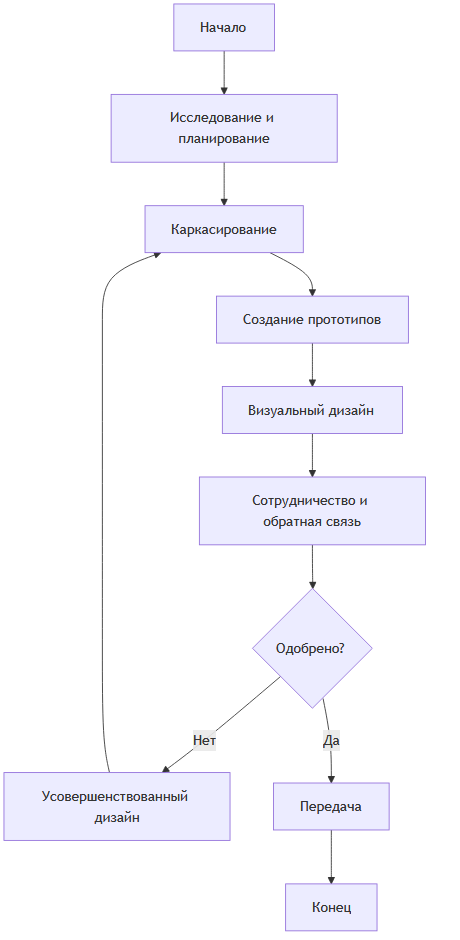 Начало
Исследование и
планирование
Каркасирование
Создание прототипов
Визуальный дизайн
Сотрудничество и
обратная связь
Одобрено?
Нет
Да
Усовершенствованный
дизайн
Передача
Конец